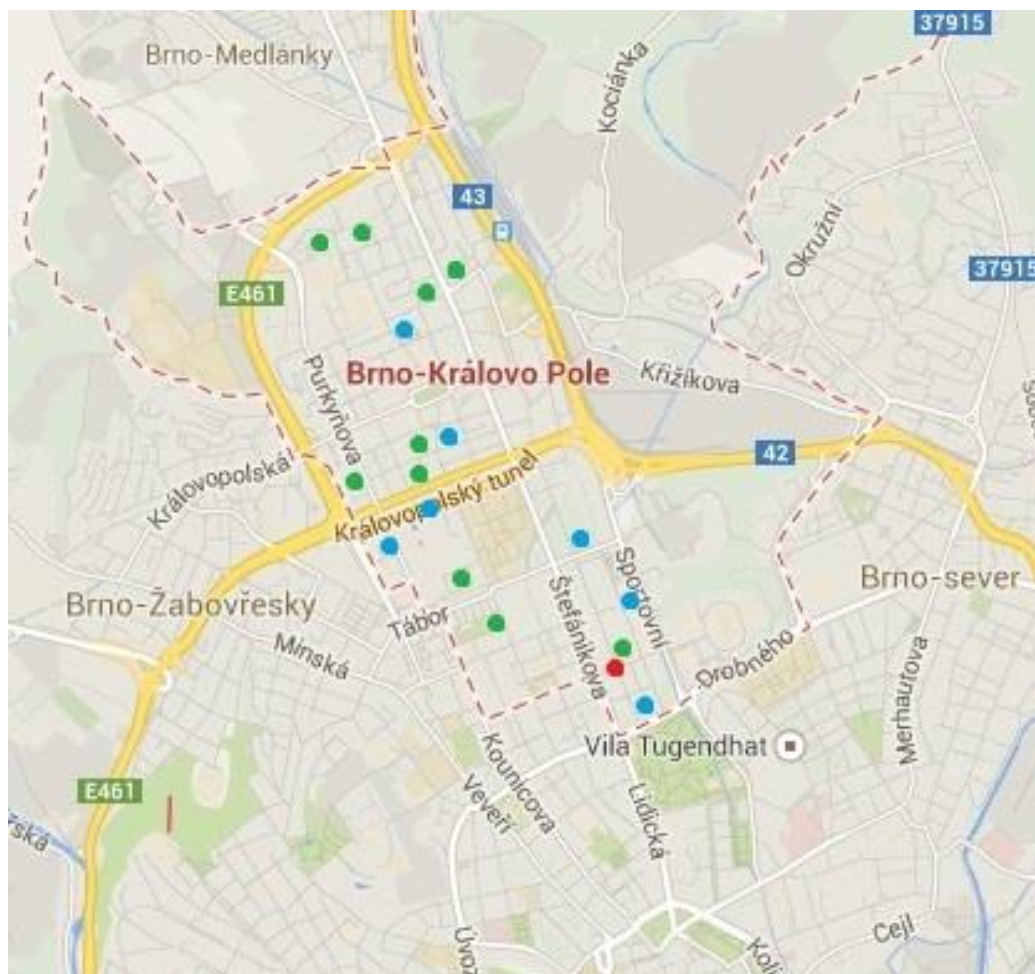 37915
Brno-Medlánky
Kociánka
43
Okružní
37915
E461
Purkyňova
Brno-Královo Pole
Křižíkova
Královopolská
42
Královopolský tunel
Sportovní
Brno-sever
Brno-Žabovřesky
Tábor
Štefánikova
Minská
Drobného
Merhautova
Vila Tugendhat
E461
Kounicova
Veveří
Lidická
Cejl
Úvoz